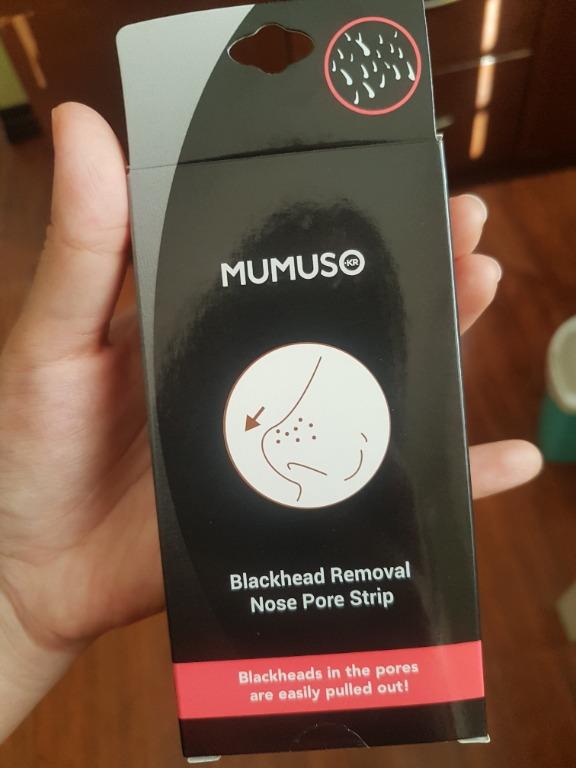 MUMUSO
·KR
Blackhead Removal
Nose Pore Strip
Blackheads in the pores
are easily pulled out!